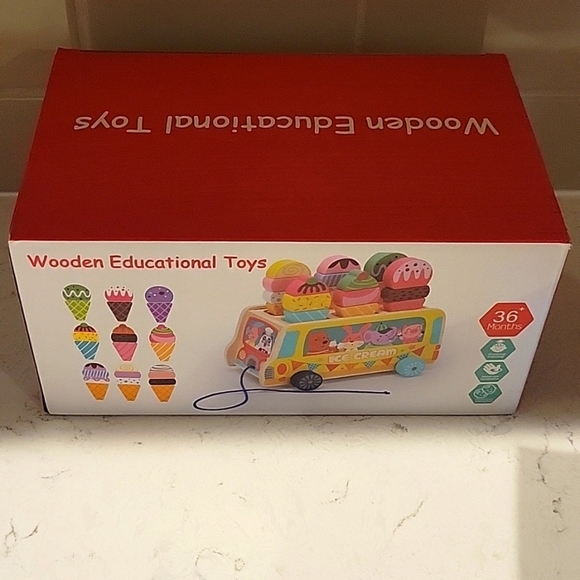 Wooden Educational Toys
Wooden Educational Toys
ICE CREAM
36+
Months